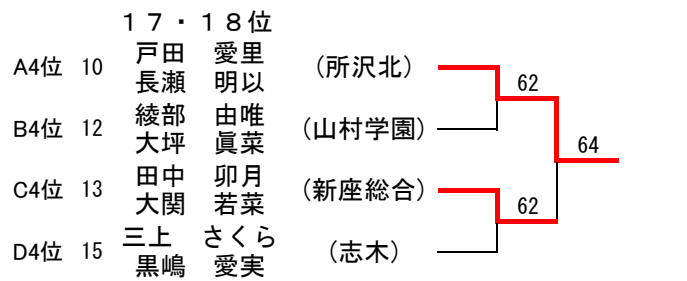 １７・１８位
A4位 10 戸田 愛里 (所沢北)
長瀬 明以
62
B4位 12 綾部 由唯 (山村学園)
大坪 眞菜
64
C4位 13 田中 卯月 (新座総合)
大関 若菜
62
D4位 15 三上 さくら (志木)
黒嶋 愛実